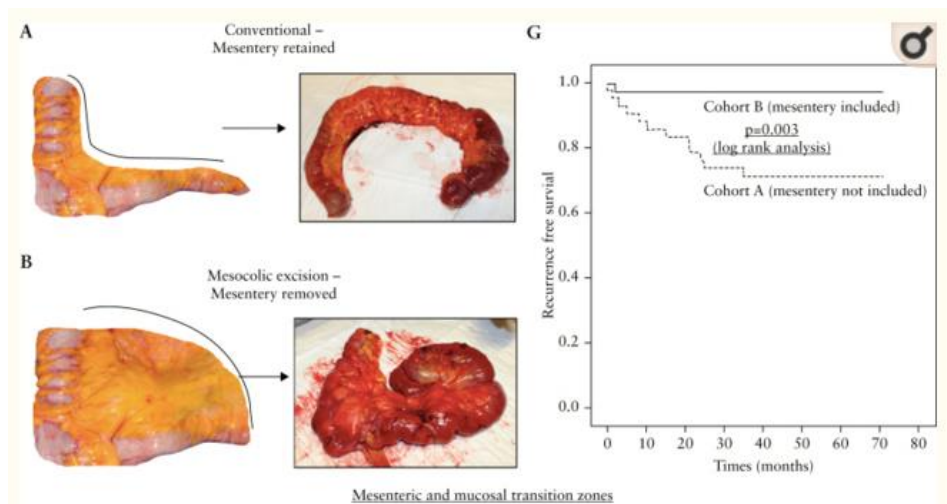 A
Conventional –
Mesentery retained
B
Mesocolic excision –
Mesentery removed
G
Recurrence free survial
1.0
0.8
0.6
0.4
0.2
0.0
Cohort B (mesentery included)
p=0.003
(log rank analysis)
Cohort A (mesentery not included)
0 10 20 30 40 50 60 70 80
Times (months)
Mesenteric and mucosal transition zones